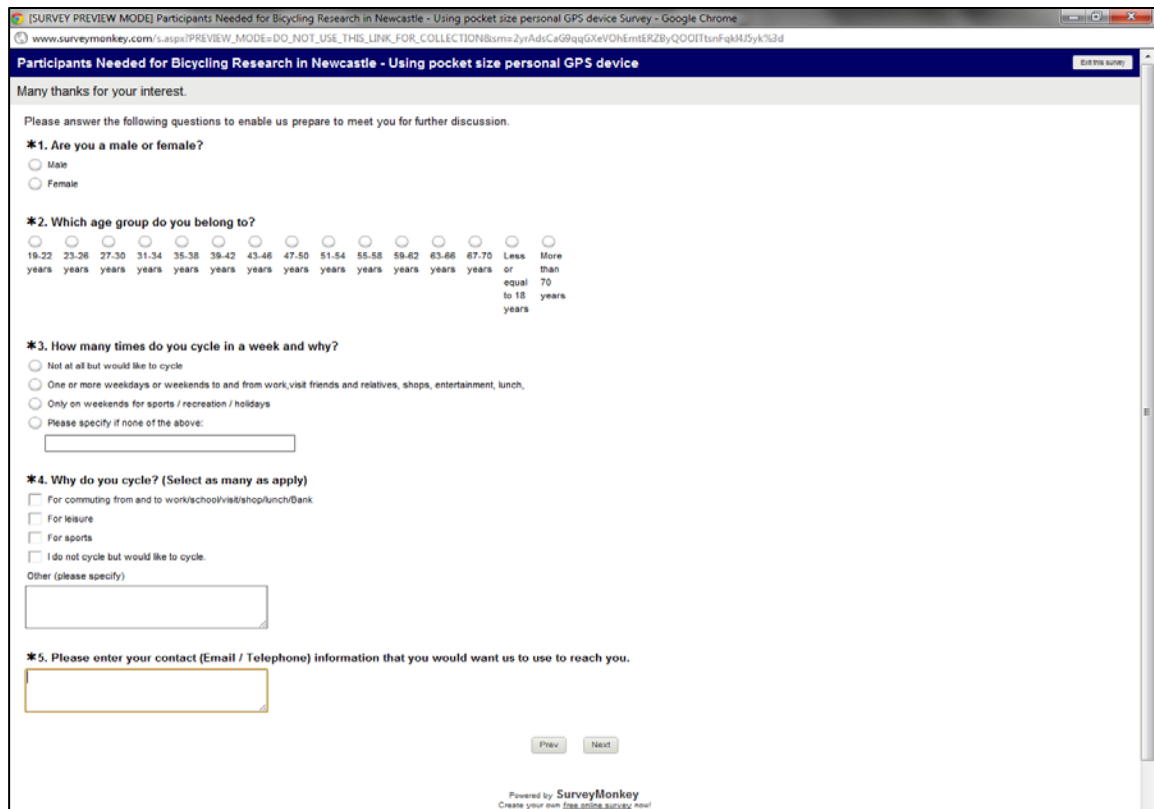 [SURVEY PREVIEW MODE] Participants Needed for Bicycling Research in Newcastle - Using pocket size personal GPS device Survey - Google Chrome
www.surveymonkey.com/s.aspx?PREVIEW_MODE=DO_NOT_USE_THIS_LINK_FOR_COLLECTION&sm=
Participants Needed for Bicycling Research in Newcastle - Using pocket size personal GPS device
Exit this survey
Many thanks for your interest.
Please answer the following questions to enable us prepare to meet you for further discussion.
*1. Are you a male or female?
Male
Female
*2. Which age group do you belong to?
19-22 23-26 27-30 31-34 35-38 39-42 43-46 47-50 51-54 55-58 59-62 63-66 67-70 Less More
years years years years years years years years years years years years years or than
equal 70
to 18 years
years
*3. How many times do you cycle in a week and why?
Not at all but would like to cycle
One or more weekdays or weekends to and from work,visit friends and relatives, shops, entertainment, lunch,
Only on weekends for sports / recreation / holidays
Please specify if none of the above:
*4. Why do you cycle? (Select as many as apply)
For commuting from and to work/school/visit/shop/lunch/Bank
For leisure
For sports
I do not cycle but would like to cycle.
Other (please specify)
*5. Please enter your contact (Email / Telephone) information that you would want us to use to reach you.
Prev Next
Powered by SurveyMonkey
Create your own free online survey now!